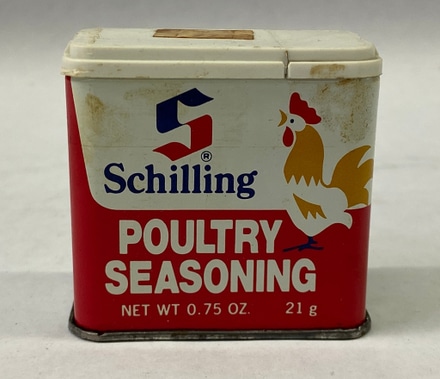 S
Schilling®
POULTRY
SEASONING
NET WT 0.75 OZ. 21 g